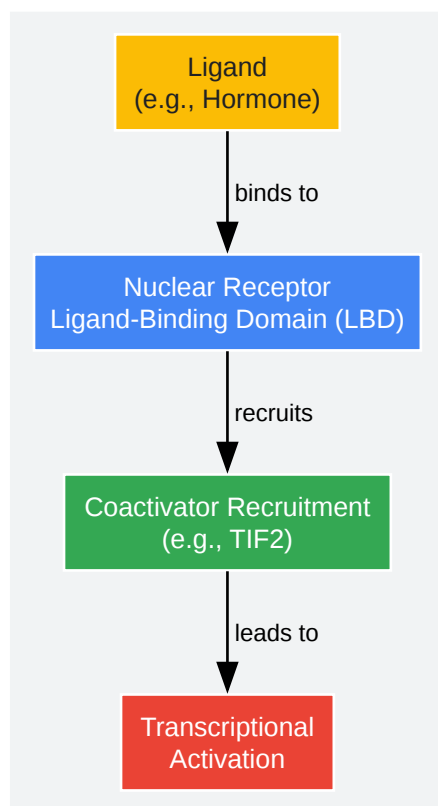 Ligand
(e.g., Hormone)
binds to
Nuclear Receptor
Ligand-Binding Domain (LBD)
recruits
Coactivator Recruitment
(e.g., TIF2)
leads to
Transcriptional
Activation